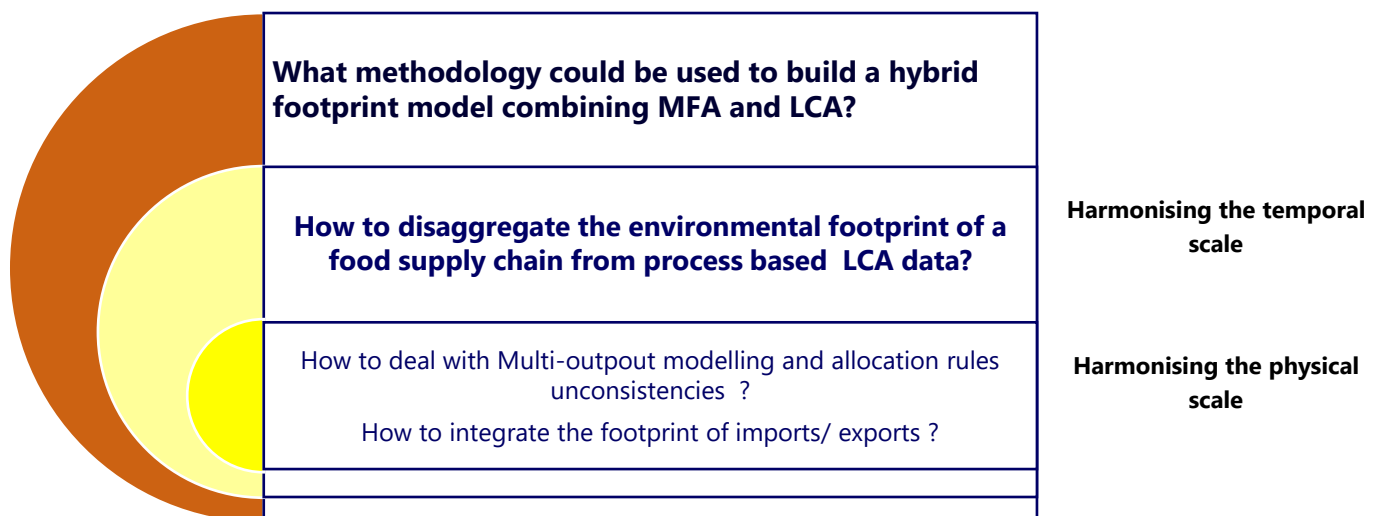 What methodology could be used to build a hybrid
footprint model combining MFA and LCA?
How to disaggregate the environmental footprint of a
food supply chain from process based LCA data?
Harmonising the temporal
scale
How to deal with Multi-outpout modelling and allocation rules
unconsistencies ?
How to integrate the footprint of imports/ exports ?
Harmonising the physical
scale